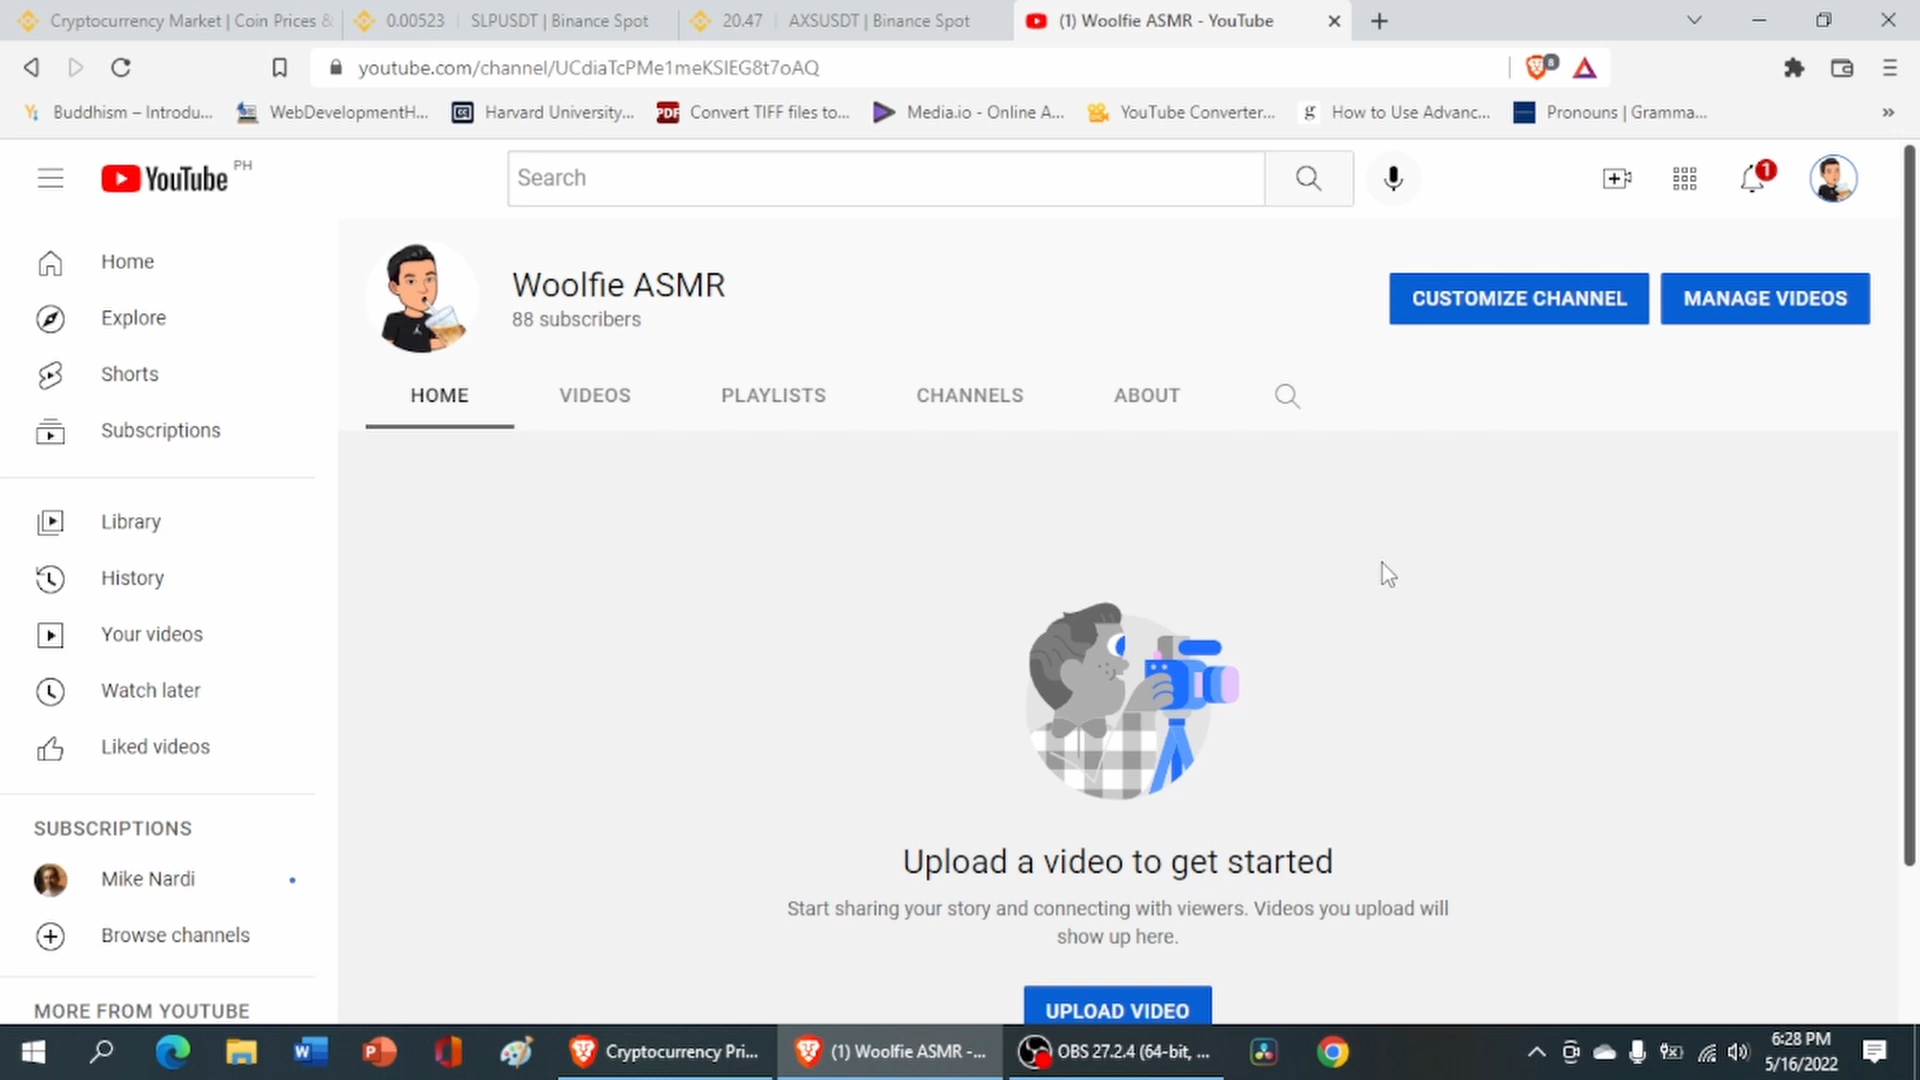 Cryptocurrency Market | Coin Prices &
0.00523 | SLPUSDT | Binance Spot
20.47 | AXSUSDT | Binance Spot
(1) Woolfie ASMR - YouTube
youtube.com/channel/UCdiaTcPMe1meKSIEG8t7oAQ
8
Buddhism – Introdu...
WebDevelopmentH...
Harvard University...
PDF
Convert TIFF files to...
Media.io - Online A...
YouTube Converter...
g
How to Use Advanc...
Pronouns | Gramma...
»
YouTube PH
Search
1
Home
Explore
Shorts
Subscriptions
Library
History
Your videos
Watch later
Liked videos
SUBSCRIPTIONS
Mike Nardi
Browse channels
MORE FROM YOUTUBE
Woolfie ASMR
88 subscribers
CUSTOMIZE CHANNEL
MANAGE VIDEOS
HOME
VIDEOS
PLAYLISTS
CHANNELS
ABOUT
Upload a video to get started
Start sharing your story and connecting with viewers. Videos you upload will
show up here.
UPLOAD VIDEO
Cryptocurrency Pri...
(1) Woolfie ASMR -...
OBS 27.2.4 (64-bit, ...
6:28 PM
5/16/2022